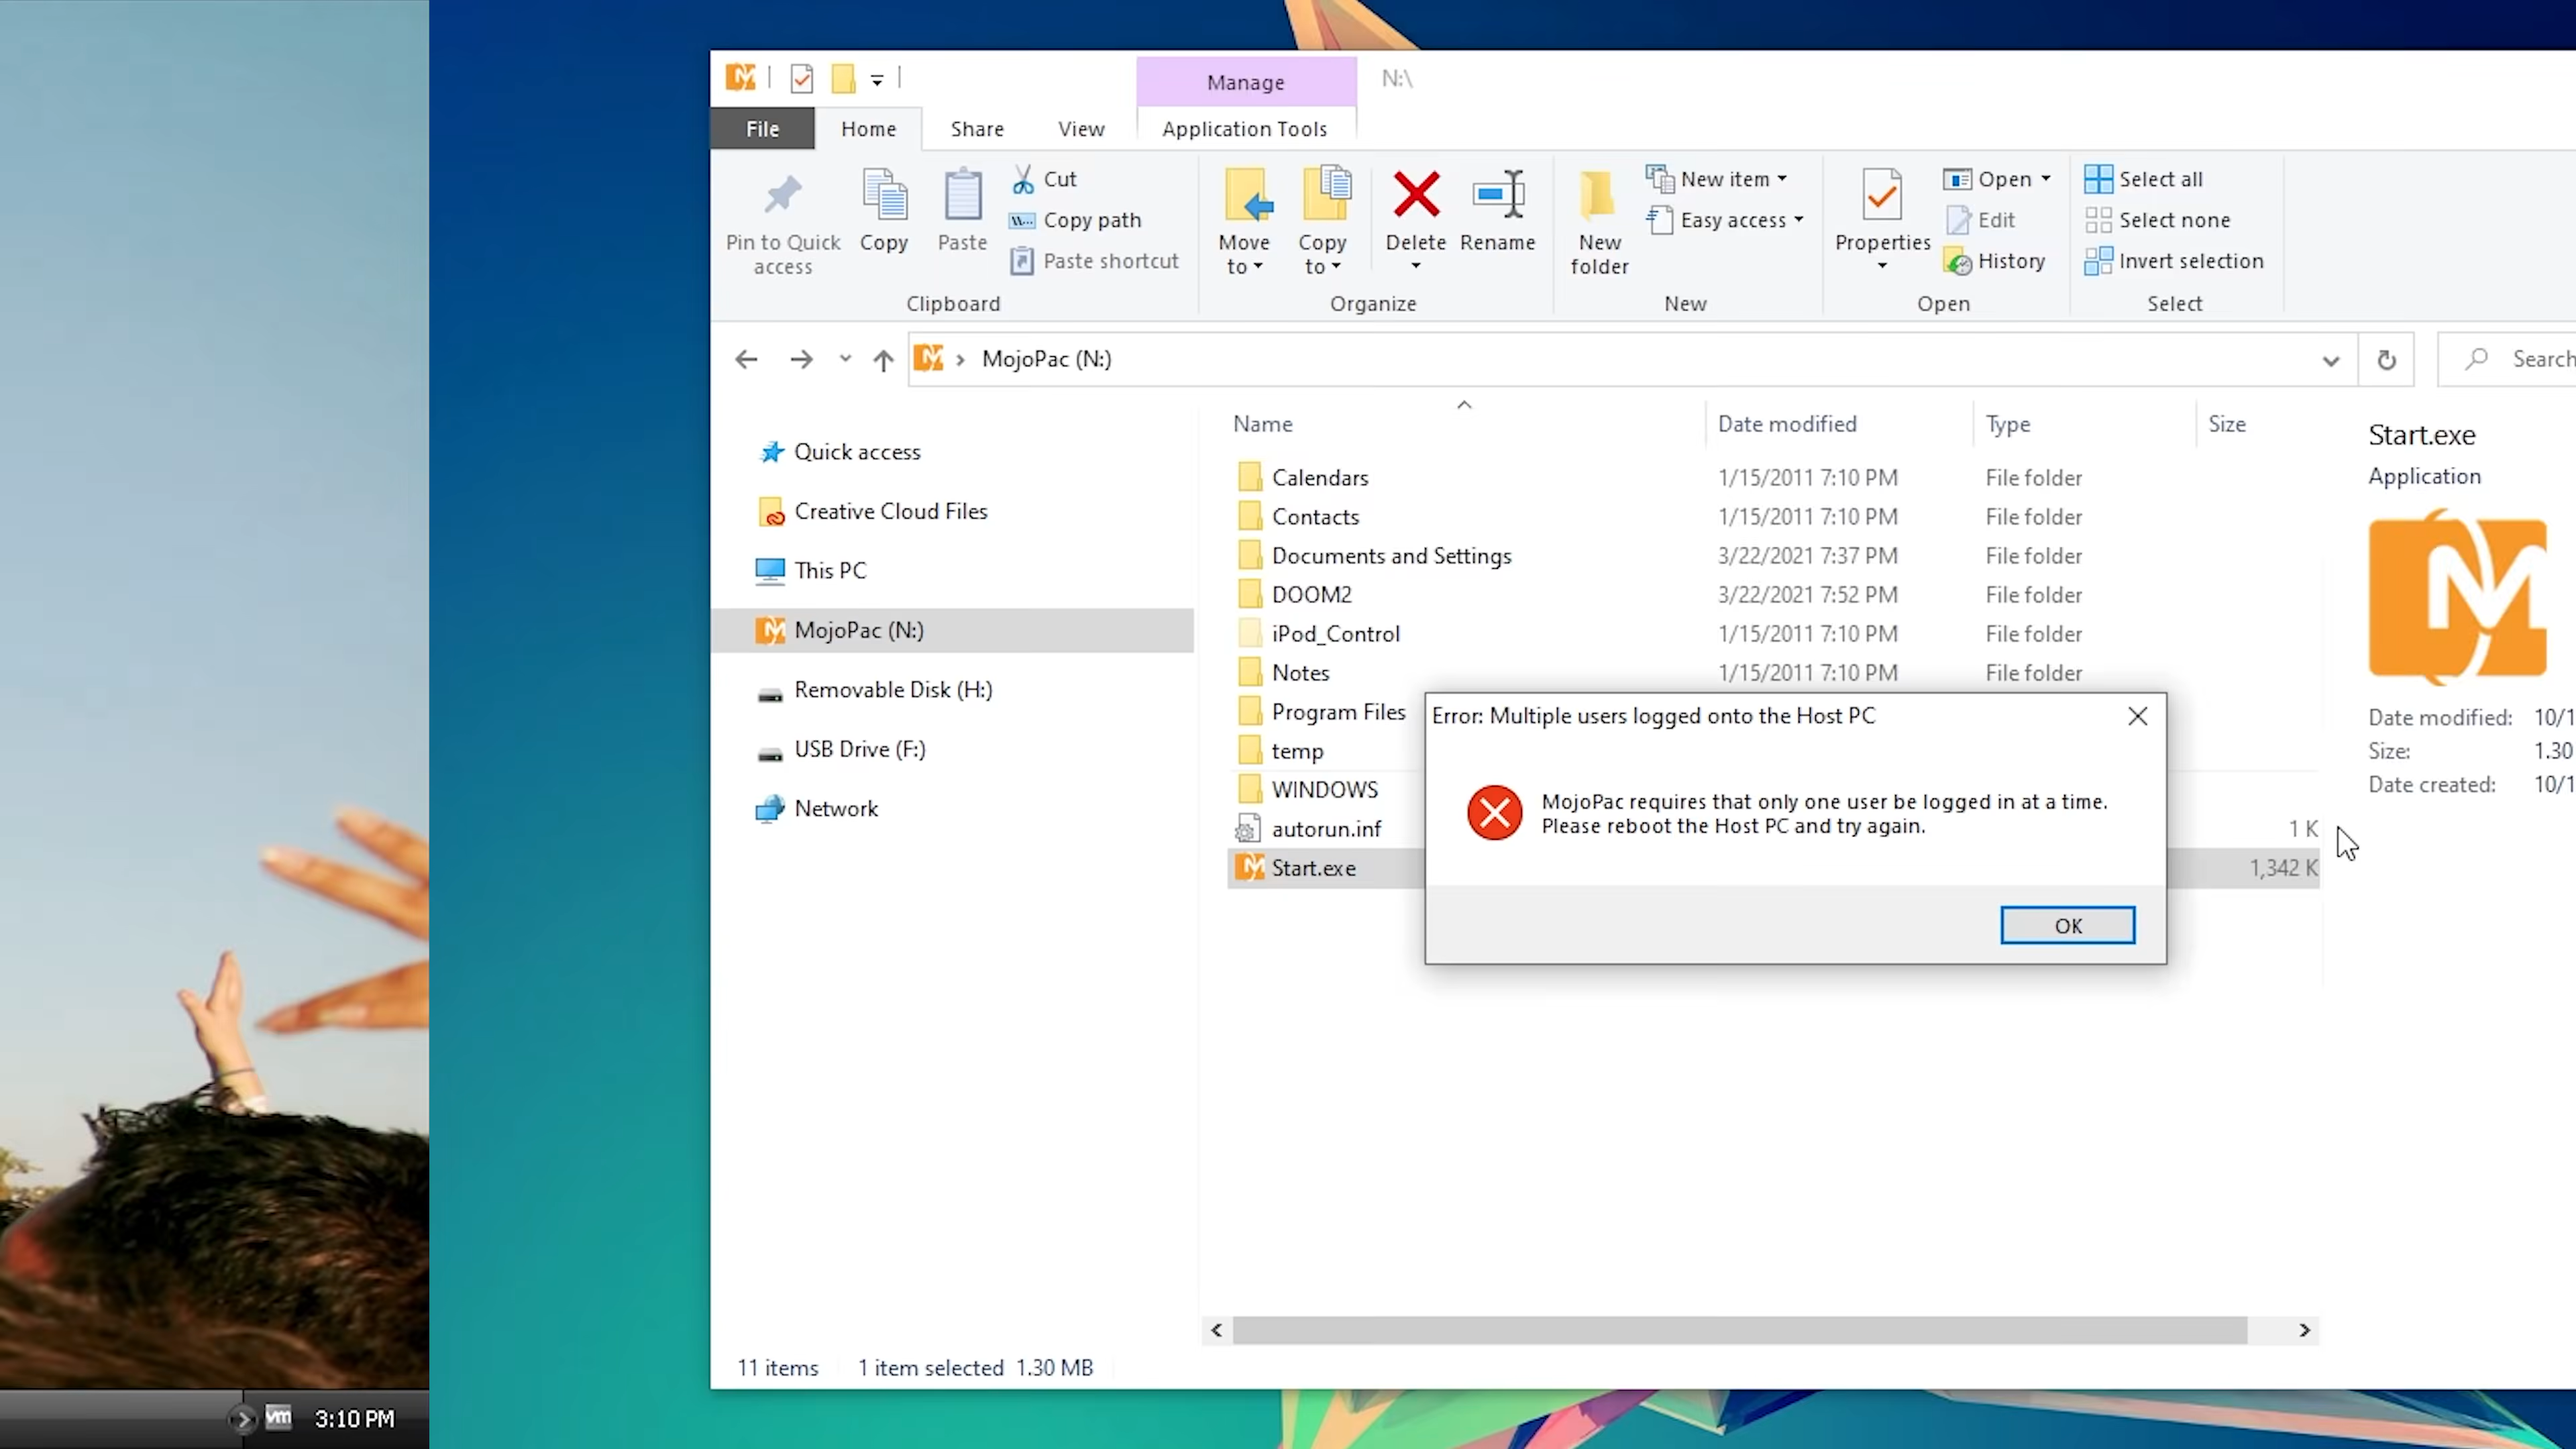 Manage
N:\
File
Home
Share
View
Application Tools
Pin to Quick
access
Copy
Paste
Cut
Copy path
Paste shortcut
Clipboard
Move
to
Copy
to
Delete
Rename
Organize
New
folder
New item
Easy access
New
Properties
Open
Edit
History
Open
Select all
Select none
Invert selection
Select
MojoPac (N:)
Search
Quick access
Creative Cloud Files
This PC
MojoPac (N:)
Removable Disk (H:)
USB Drive (F:)
Network
Name Date modified Type Size
Calendars 1/15/2011 7:10 PM File folder
Contacts 1/15/2011 7:10 PM File folder
Documents and Settings 3/22/2021 7:37 PM File folder
DOOM2 3/22/2021 7:52 PM File folder
iPod_Control 1/15/2011 7:10 PM File folder
Notes 1/15/2011 7:10 PM File folder
Program Files
temp
WINDOWS
autorun.inf 1 K
Start.exe 1,342 K
Error: Multiple users logged onto the Host PC
MojoPac requires that only one user be logged in at a time.
Please reboot the Host PC and try again.
OK
Start.exe
Application
Date modified: 10/1
Size: 1.30
Date created: 10/1
11 items 1 item selected 1.30 MB
vm 3:10 PM